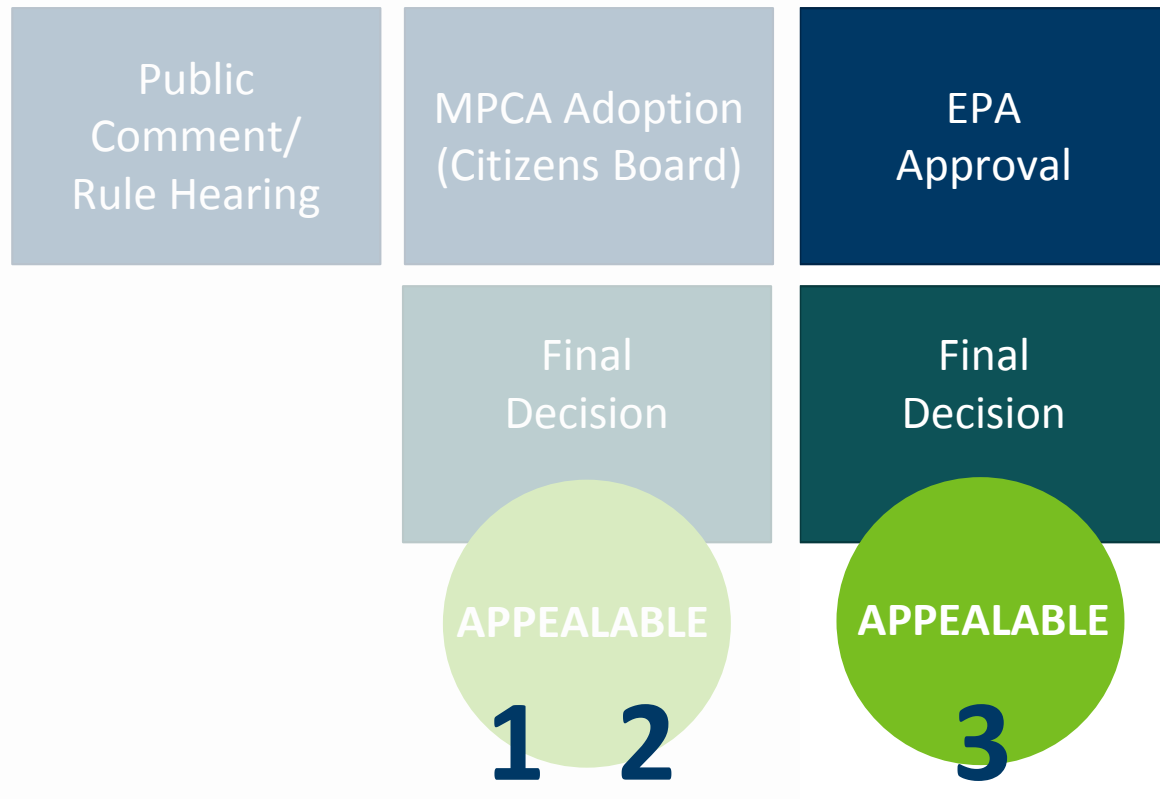 Public
Comment/
Rule Hearing
MPCA Adoption
(Citizens Board)
EPA
Approval
Final
Decision
Final
Decision
APPEALABLE
APPEALABLE
1 2
3